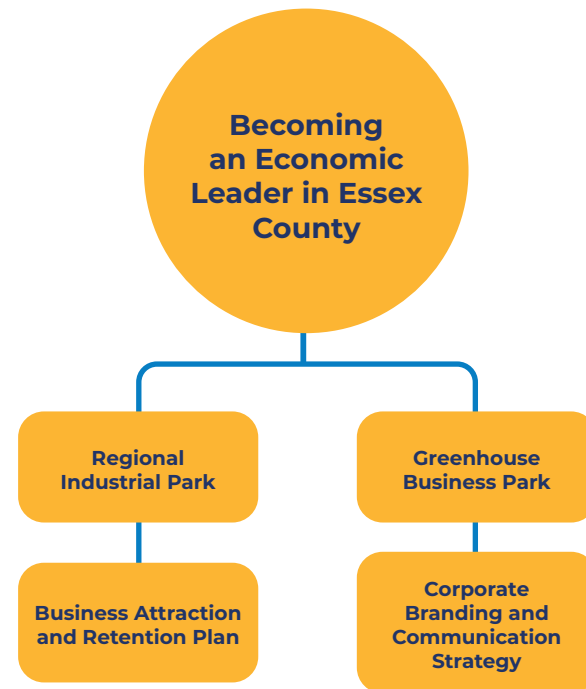 Becoming
an Economic
Leader in Essex
County
Regional
Industrial Park
Greenhouse
Business Park
Business Attraction
and Retention Plan
Corporate
Branding and
Communication
Strategy